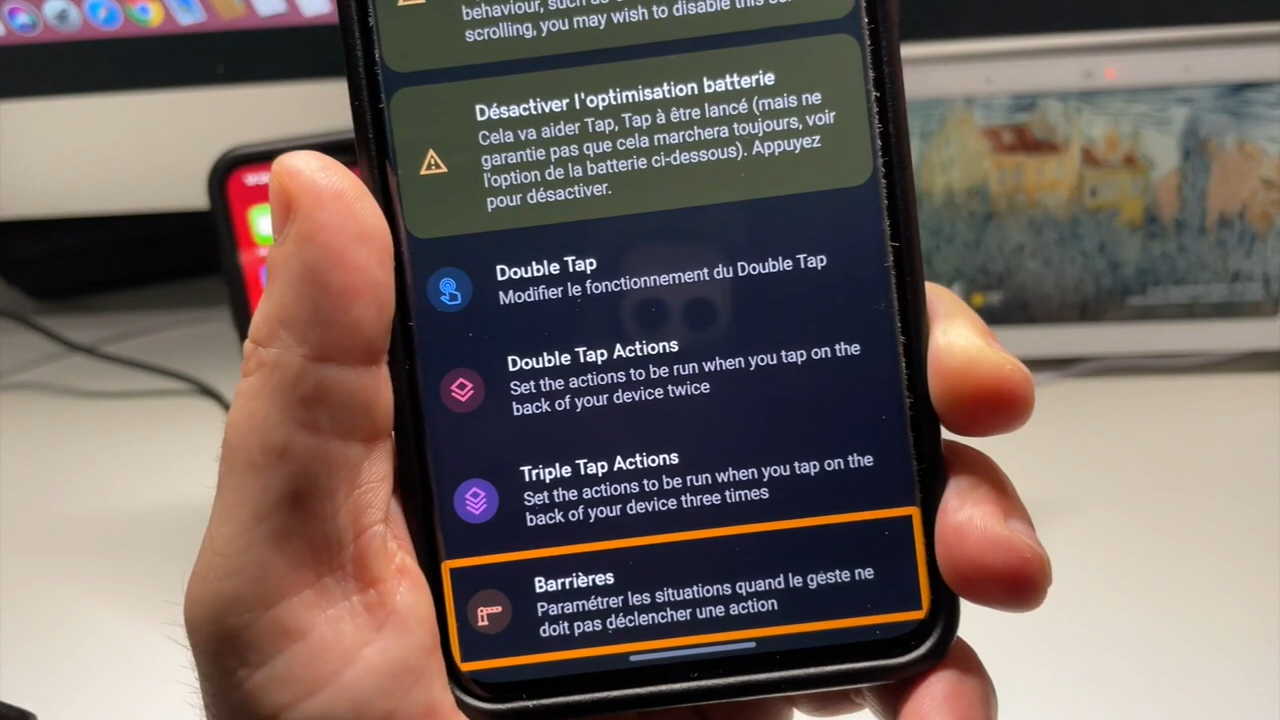 behaviour, such as
scrolling, you may wish to disable this
Désactiver l'optimisation batterie
Cela va aider Tap, Tap à être lancé (mais ne
garantie pas que cela marchera toujours, voir
l'option de la batterie ci-dessous). Appuyez
pour désactiver.
Double Tap
Modifier le fonctionnement du Double Tap
Double Tap Actions
Set the actions to be run when you tap on the
back of your device twice
Triple Tap Actions
Set the actions to be run when you tap on the
back of your device three times
Barrières
Paramétrer les situations quand le geste ne
doit pas déclencher une action